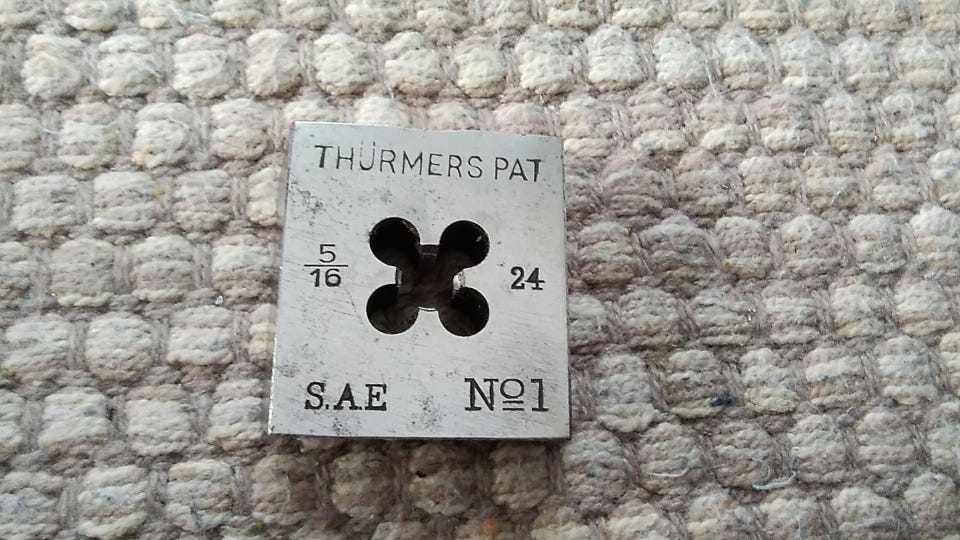 THÜRMERS PAT
5/16 24
S.A.E Nº1